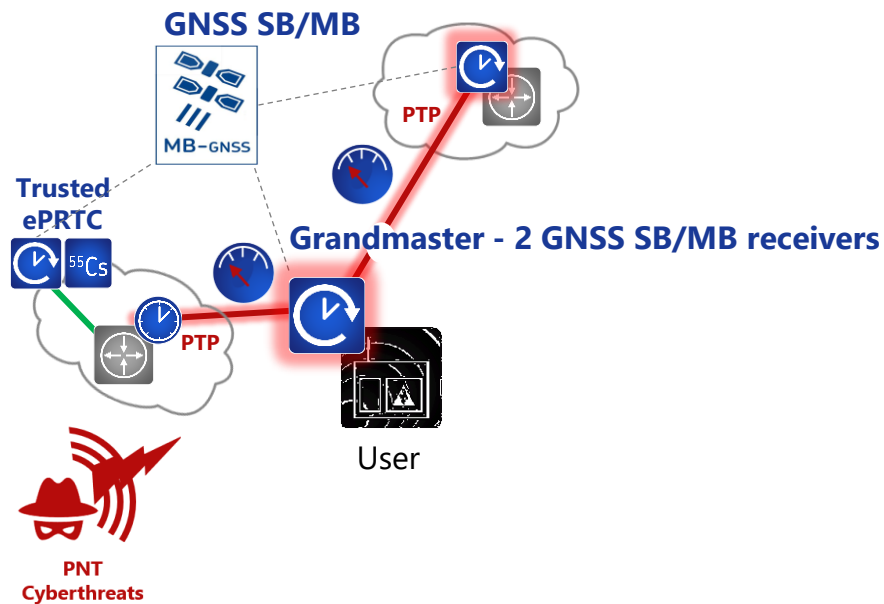 GNSS SB/MB
MB-GNSS
PTP
Trusted
ePRTC
⁵⁵Cs
Grandmaster - 2 GNSS SB/MB receivers
PTP
User
PNT
Cyberthreats